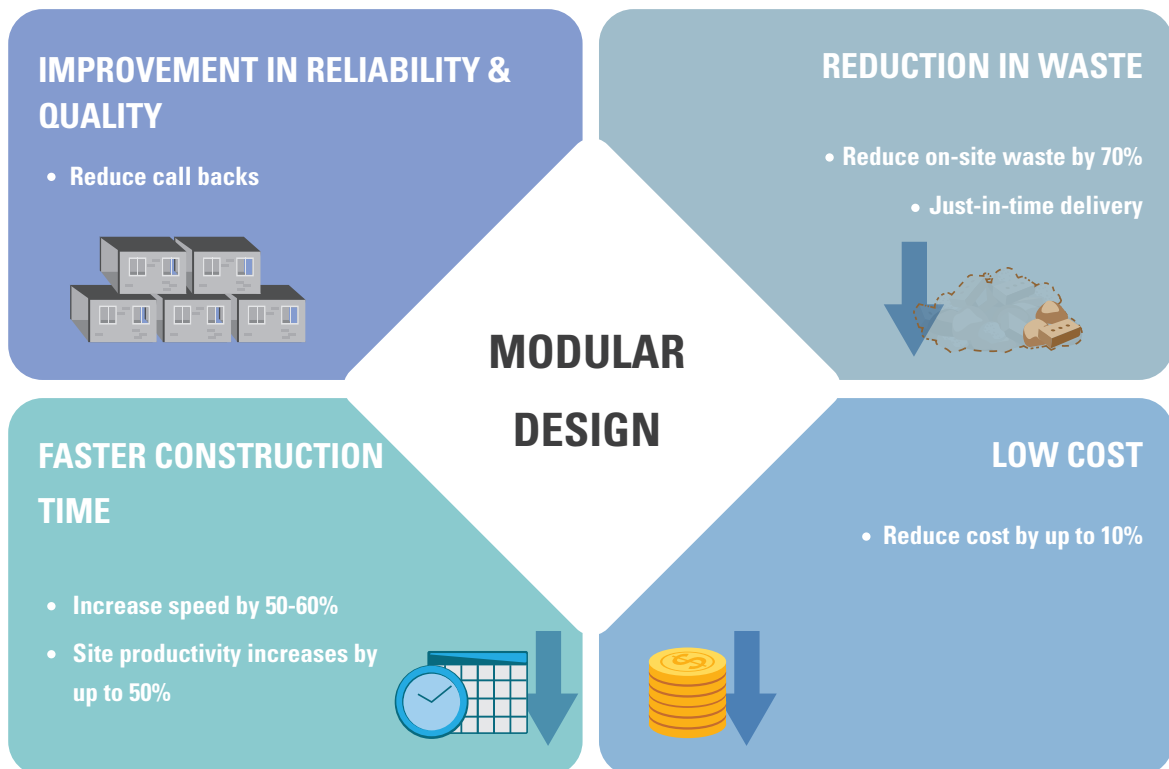 IMPROVEMENT IN RELIABILITY &
QUALITY
• Reduce call backs
REDUCTION IN WASTE
• Reduce on-site waste by 70%
• Just-in-time delivery
MODULAR
DESIGN
FASTER CONSTRUCTION
TIME
• Increase speed by 50-60%
• Site productivity increases by
up to 50%
LOW COST
• Reduce cost by up to 10%
$